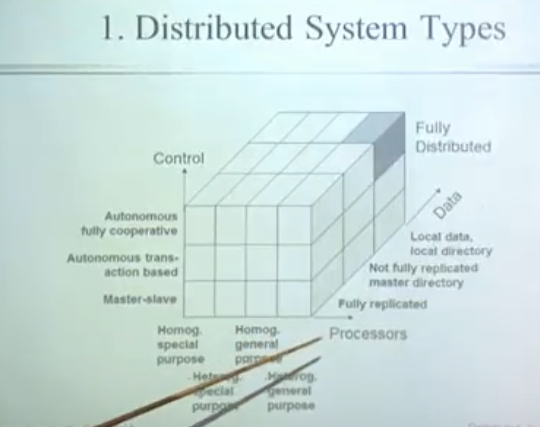 1. Distributed System Types
Control
Fully
Distributed
Data
Autonomous
fully cooperative
Autonomous trans-
action based
Master-slave
Local data,
local directory
Not fully replicated
master directory
Fully replicated
Processors
Homog.
special
purpose
Homog.
general
purpose
Heterog.
special
purpose
Heterog.
general
purpose